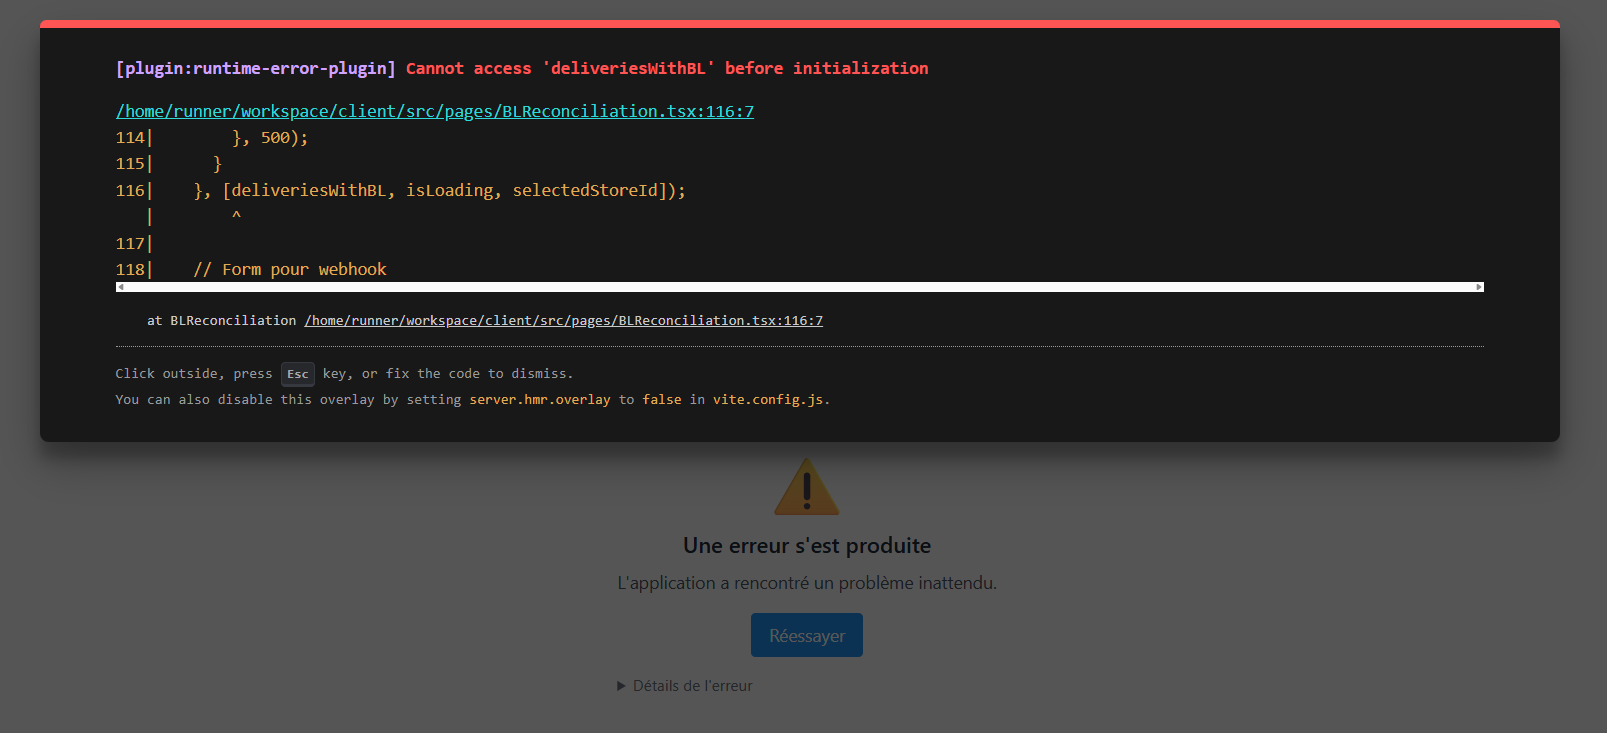 [plugin:runtime-error-plugin] Cannot access 'deliveriesWithBL' before initialization
/home/runner/workspace/client/src/pages/BLReconciliation.tsx:116:7
114|        }, 500);
115|      }
116|    }, [deliveriesWithBL, isLoading, selectedStoreId]);
   |        ^
117|
118|    // Form pour webhook
at BLReconciliation /home/runner/workspace/client/src/pages/BLReconciliation.tsx:116:7
Click outside, press Esc key, or fix the code to dismiss.
You can also disable this overlay by setting server.hmr.overlay to false in vite.config.js.
Une erreur s'est produite
L'application a rencontré un problème inattendu.
Réessayer
▶ Détails de l'erreur